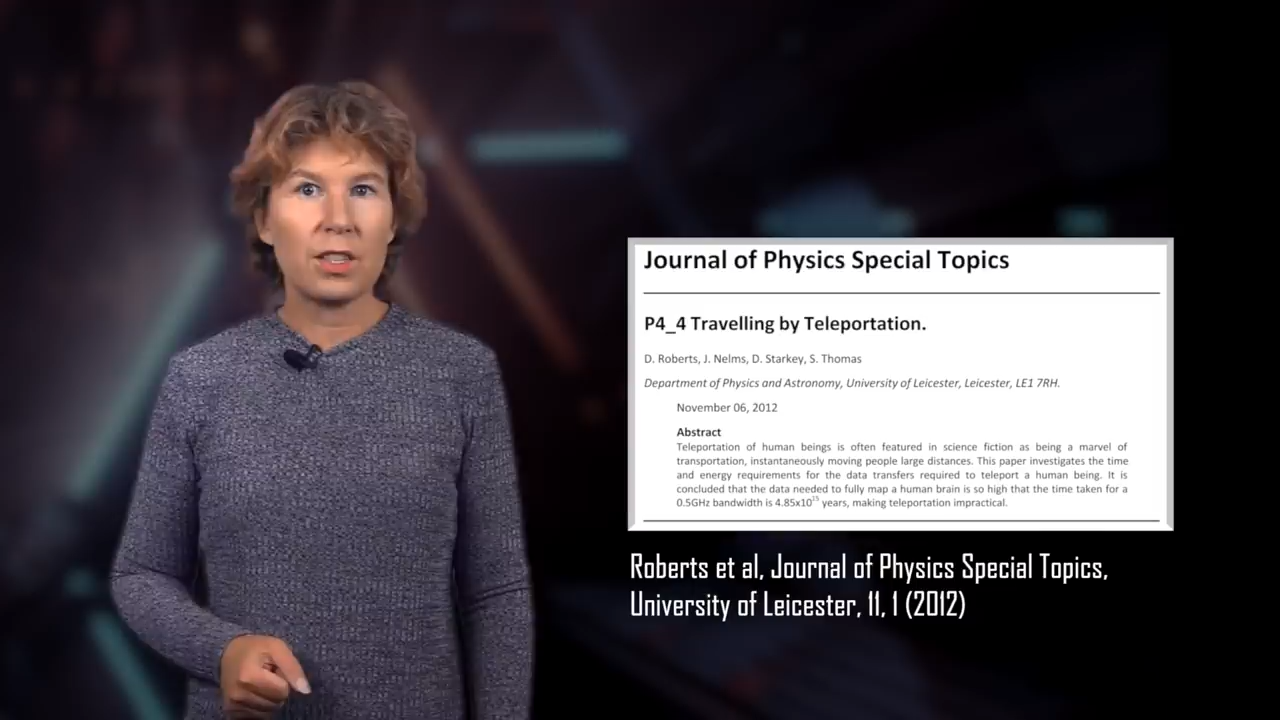 Journal of Physics Special Topics
P4_4 Travelling by Teleportation.
D. Roberts, J. Nelms, D. Starkey, S. Thomas
Department of Physics and Astronomy, University of Leicester, Leicester, LE1 7RH.
November 06, 2012
Abstract
Teleportation of human beings is often featured in science fiction as being a marvel of
transportation, instantaneously moving people large distances. This paper investigates the time
and energy requirements for the data transfers required to teleport a human being. It is
concluded that the data needed to fully map a human brain is so high that the time taken for a
0.5GHz bandwidth is 4.85x10¹⁵ years, making teleportation impractical.
Roberts et al, Journal of Physics Special Topics,
University of Leicester, 11, 1 (2012)